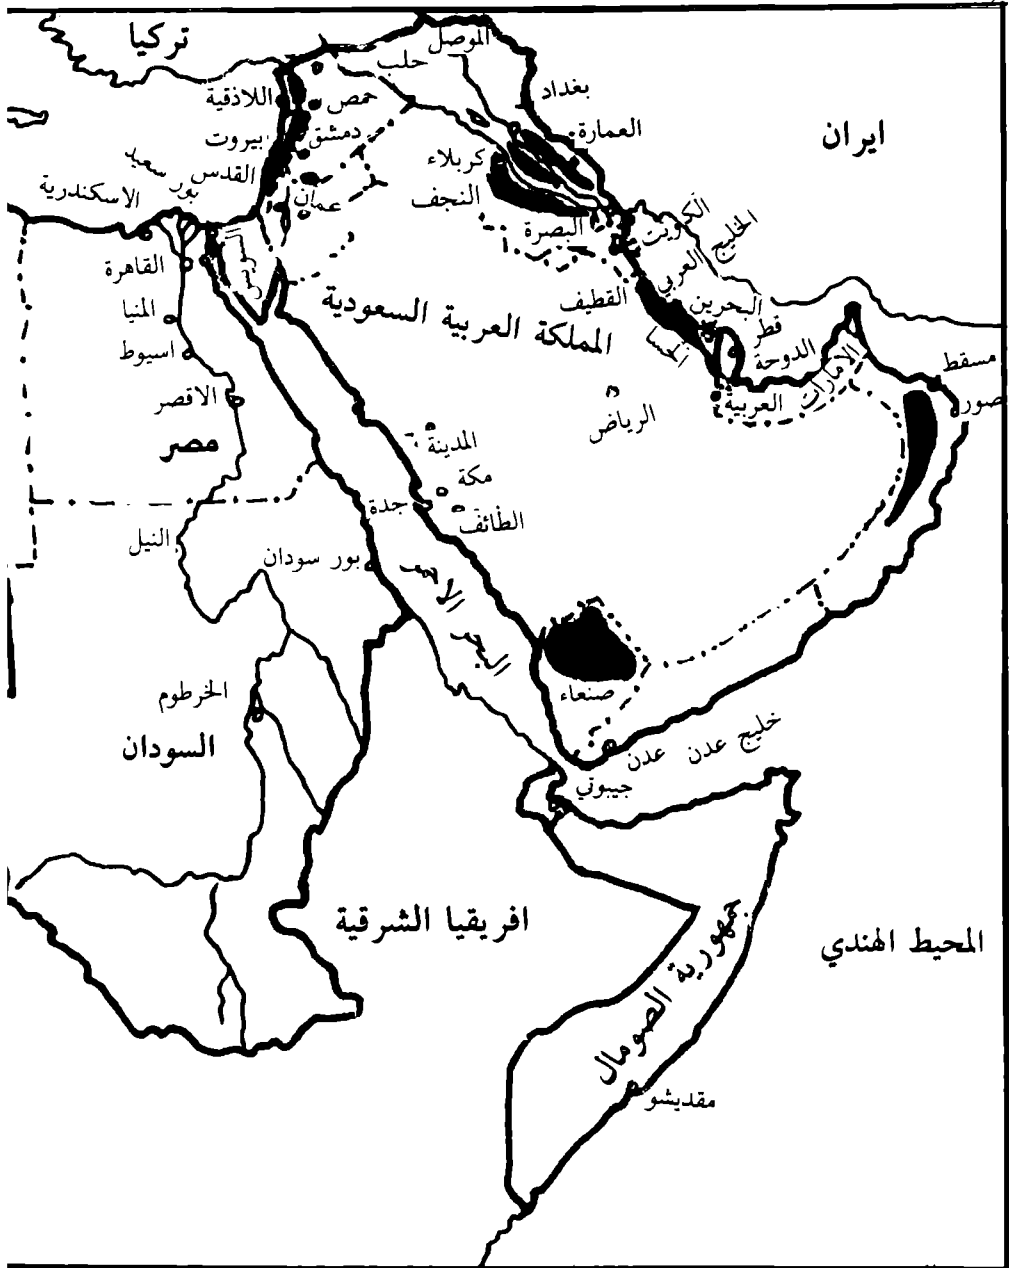 تركيا
الموصل
حلب
بغداد
اللاذقية
حمص
العمارة
ايران
بيروت
دمشق
كربلاء
بور سعيد
القدس
الاسكندرية
عمان
النجف
الكويت
البصرة
الخليج العربي
السويس
القاهرة
القطيف
البحرين
المنيا
المملكة العربية السعودية
قطر
الحسا
الدوحة
اسيوط
مسقط
الامارات
العربية
صور
الاقصر
الرياض
مصر
المدينة
مكة
جدة
الطائف
النيل
بور سودان
البحر الاحمر
صنعاء
الخرطوم
السودان
عدن
خليج عدن
جيبوتي
افريقيا الشرقية
المحيط الهندي
جمهورية الصومال
مقديشو